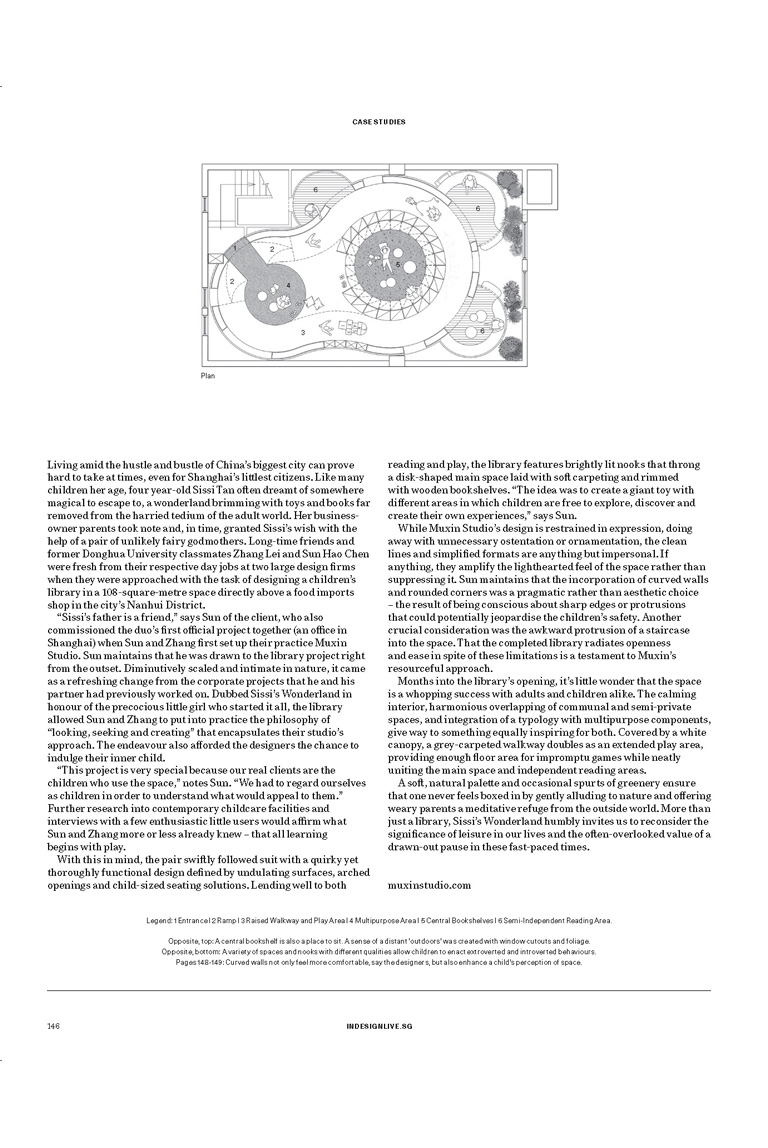 CASE STUDIES
6
6
1
2
5
2
4
3
6
Plan
Living amid the hustle and bustle of China's biggest city can prove
hard to take at times, even for Shanghai's littlest citizens. Like many
children her age, four year-old Sissi Tan often dreamt of somewhere
magical to escape to, a wonderland brimming with toys and books far
removed from the harried tedium of the adult world. Her business-
owner parents took note and, in time, granted Sissi's wish with the
help of a pair of unlikely fairy godmothers. Long-time friends and
former Donghua University classmates Zhang Lei and Sun Hao Chen
were fresh from their respective day jobs at two large design firms
when they were approached with the task of designing a children's
library in a 108-square-metre space directly above a food imports
shop in the city's Nanhui District.
"Sissi's father is a friend," says Sun of the client, who also
commissioned the duo's first official project together (an office in
Shanghai) when Sun and Zhang first set up their practice Muxin
Studio. Sun maintains that he was drawn to the library project right
from the outset. Diminutively scaled and intimate in nature, it came
as a refreshing change from the corporate projects that he and his
partner had previously worked on. Dubbed Sissi's Wonderland in
honour of the precocious little girl who started it all, the library
allowed Sun and Zhang to put into practice the philosophy of
"looking, seeking and creating" that encapsulates their studio's
approach. The endeavour also afforded the designers the chance to
indulge their inner child.
"This project is very special because our real clients are the
children who use the space," notes Sun. "We had to regard ourselves
as children in order to understand what would appeal to them."
Further research into contemporary childcare facilities and
interviews with a few enthusiastic little users would affirm what
Sun and Zhang more or less already knew – that all learning
begins with play.
With this in mind, the pair swiftly followed suit with a quirky yet
thoroughly functional design defined by undulating surfaces, arched
openings and child-sized seating solutions. Lending well to both
reading and play, the library features brightly lit nooks that throng
a disk-shaped main space laid with soft carpeting and rimmed
with wooden bookshelves. "The idea was to create a giant toy with
different areas in which children are free to explore, discover and
create their own experiences," says Sun.
While Muxin Studio's design is restrained in expression, doing
away with unnecessary ostentation or ornamentation, the clean
lines and simplified formats are anything but impersonal. If
anything, they amplify the lighthearted feel of the space rather than
suppressing it. Sun maintains that the incorporation of curved walls
and rounded corners was a pragmatic rather than aesthetic choice
– the result of being conscious about sharp edges or protrusions
that could potentially jeopardise the children's safety. Another
crucial consideration was the awkward protrusion of a staircase
into the space. That the completed library radiates openness
and ease in spite of these limitations is a testament to Muxin's
resourceful approach.
Months into the library's opening, it's little wonder that the space
is a whopping success with adults and children alike. The calming
interior, harmonious overlapping of communal and semi-private
spaces, and integration of a typology with multipurpose components,
give way to something equally inspiring for both. Covered by a white
canopy, a grey-carpeted walkway doubles as an extended play area,
providing enough floor area for impromptu games while neatly
uniting the main space and independent reading areas.
A soft, natural palette and occasional spurts of greenery ensure
that one never feels boxed in by gently alluding to nature and offering
weary parents a meditative refuge from the outside world. More than
just a library, Sissi's Wonderland humbly invites us to reconsider the
significance of leisure in our lives and the often-overlooked value of a
drawn-out pause in these fast-paced times.
muxinstudio.com
Legend: 1 Entrance | 2 Ramp | 3 Raised Walkway and Play Area | 4 Multipurpose Area | 5 Central Bookshelves | 6 Semi-Independent Reading Area.
Opposite, top: A central bookshelf is also a place to sit. A sense of a distant 'outdoors' was created with window cutouts and foliage.
Opposite, bottom: A variety of spaces and nooks with different qualities allow children to enact extroverted and introverted behaviours.
Pages 148-149: Curved walls not only feel more comfortable, say the designers, but also enhance a child's perception of space.
146
INDESIGNLIVE.SG